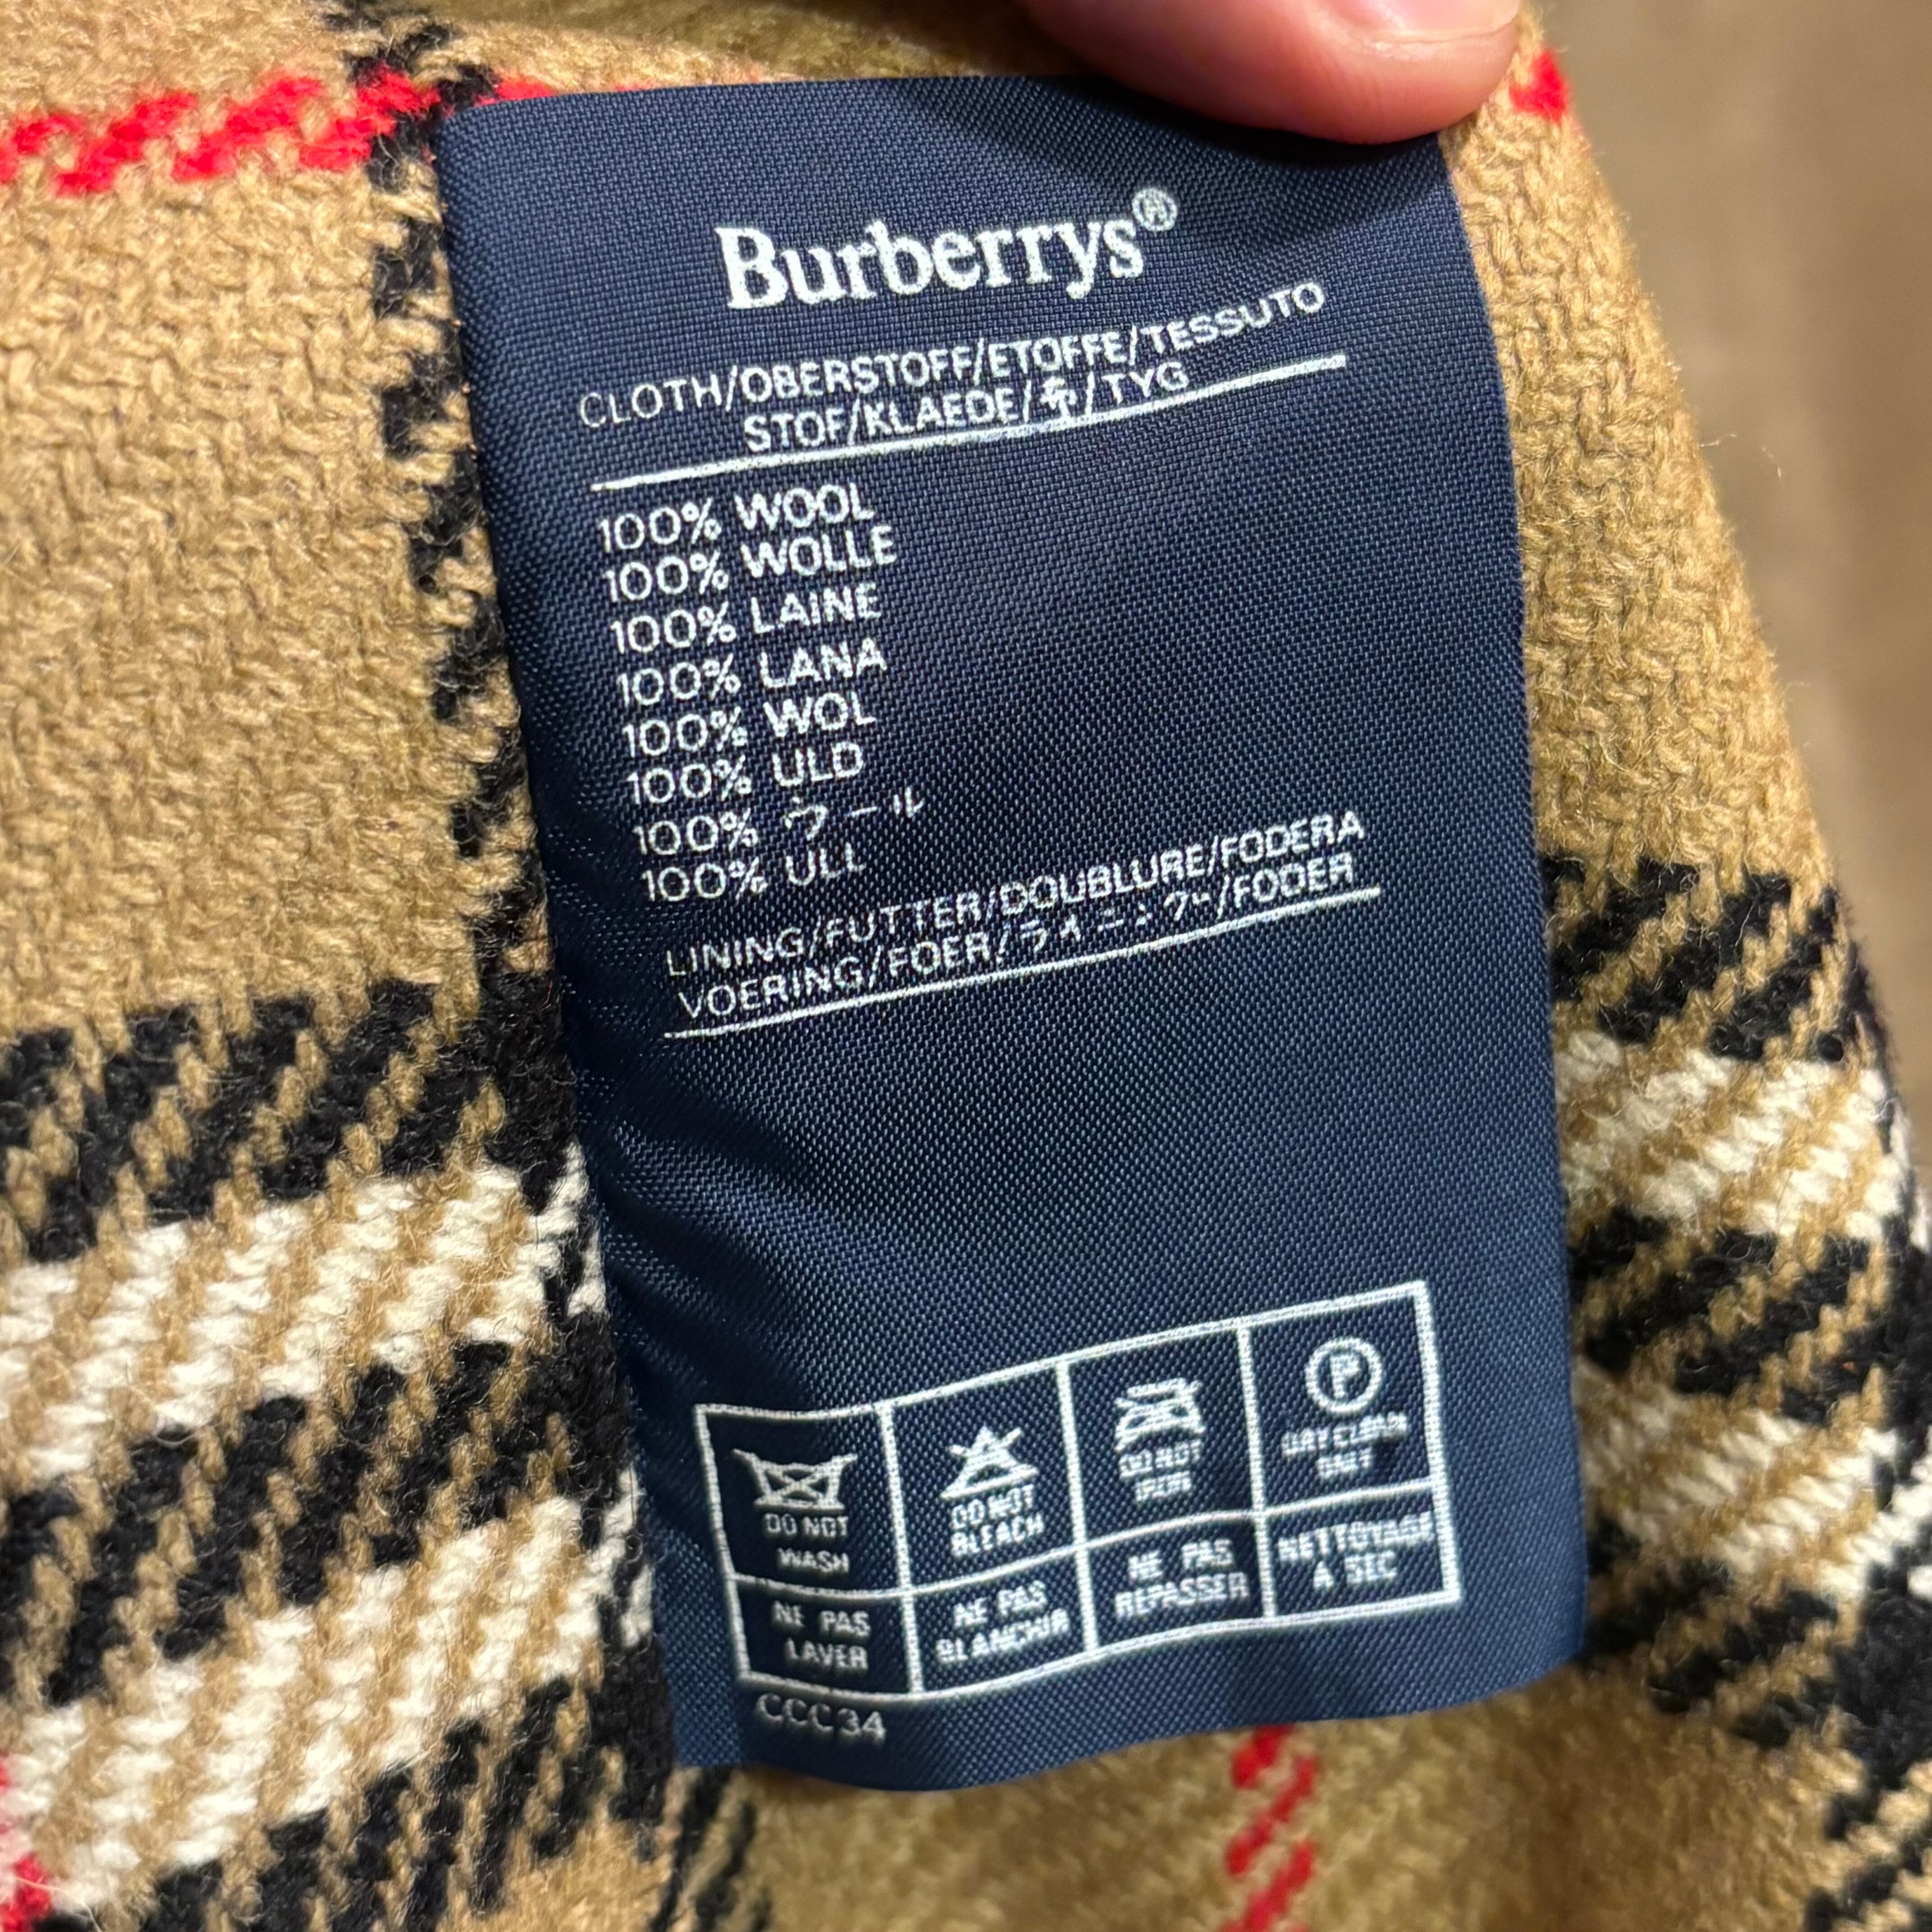 Burberrys®
CLOTH/OBERSTOFF/ETOFFE/TESSUTO
STOF/KLAEDE/布/TYG
100% WOOL
100% WOLLE
100% LAINE
100% LANA
100% WOL
100% ULD
100% ウール
100% ULL
LINING/FUTTER/DOUBLURE/FODERA
VOERING/FOER/ライニング/FODER
P
DO NOT
WASH
DO NOT
BLEACH
DO NOT
IRON
DRY CLEAN
ONLY
NE PAS
LAVER
NE PAS
BLANCHIR
NE PAS
REPASSER
NETTOYAGE
A SEC
CCC34